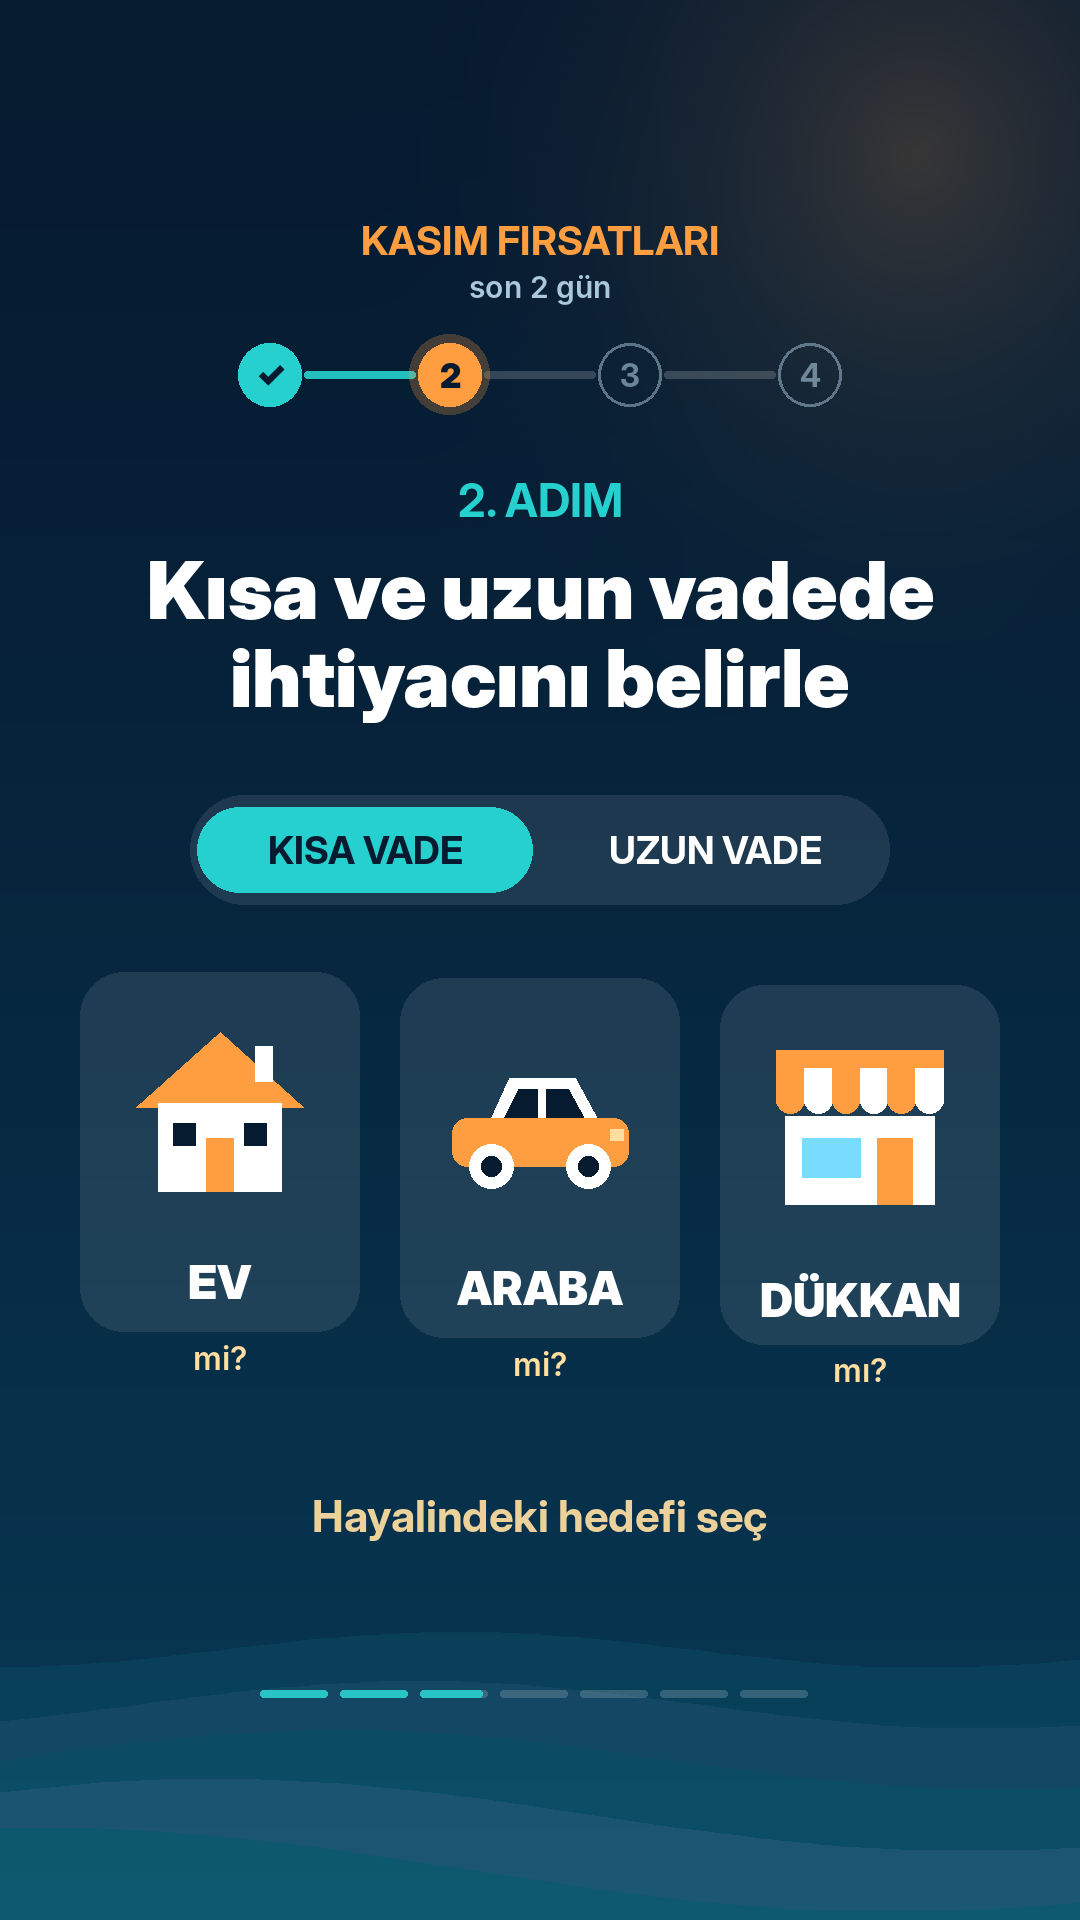 KASIM FIRSATLARI
son 2 gün
2 3 4
2. ADIM
Kısa ve uzun vadede
ihtiyacını belirle
KISA VADE UZUN VADE
EV ARABA DÜKKAN
mi? mi? mı?
Hayalindeki hedefi seç